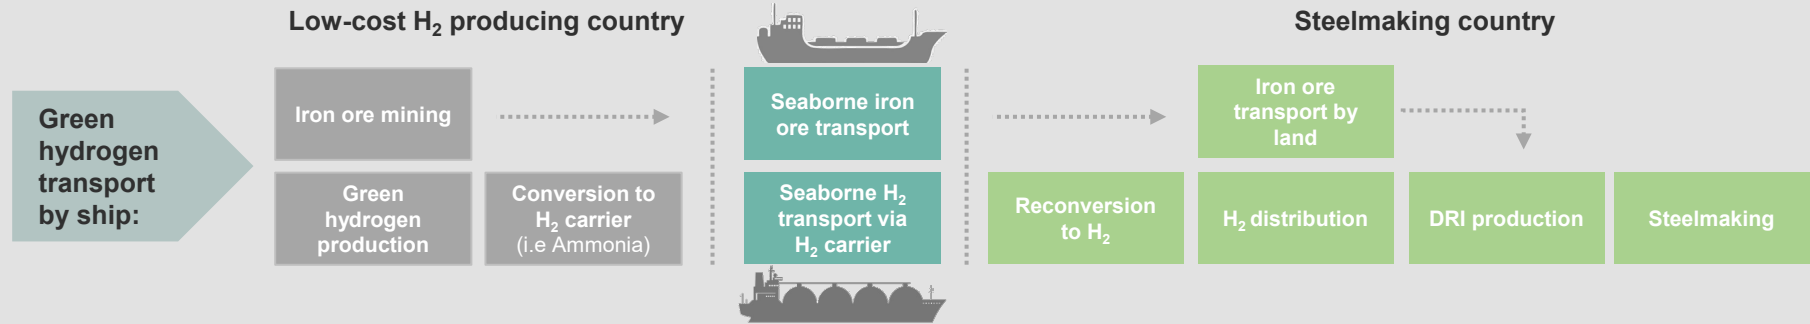 Low-cost H₂ producing country
Steelmaking country
Green
hydrogen
transport
by ship:
Iron ore mining
Seaborne iron
ore transport
Iron ore
transport by
land
Green
hydrogen
production
Conversion to
H₂ carrier
(i.e Ammonia)
Seaborne H₂
transport via
H₂ carrier
Reconversion
to H₂
H₂ distribution
DRI production
Steelmaking